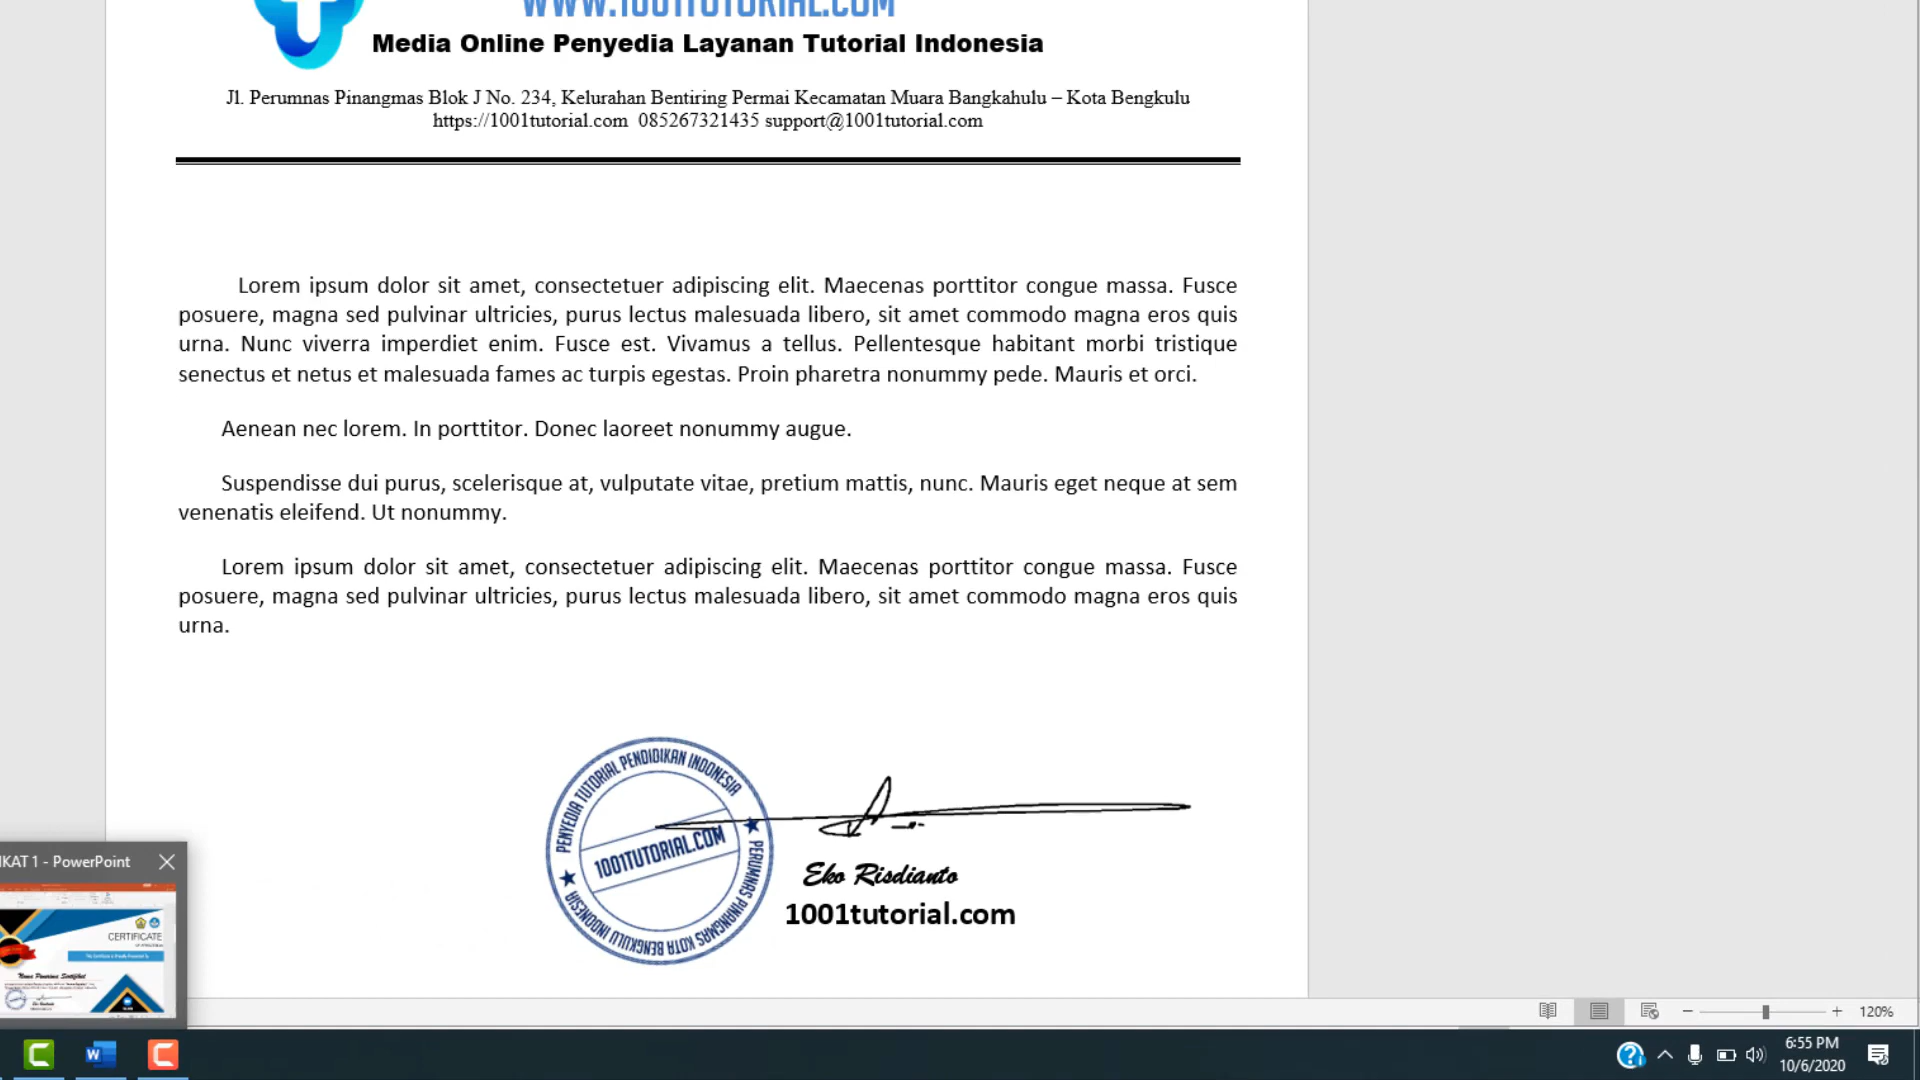 WWW.1001TUTORIAL.COM
Media Online Penyedia Layanan Tutorial Indonesia
Jl. Perumnas Pinangmas Blok J No. 234, Kelurahan Bentiring Permai Kecamatan Muara Bangkahulu – Kota Bengkulu
https://1001tutorial.com 085267321435 support@1001tutorial.com
Lorem ipsum dolor sit amet, consectetuer adipiscing elit. Maecenas porttitor congue massa. Fusce
posuere, magna sed pulvinar ultricies, purus lectus malesuada libero, sit amet commodo magna eros quis
urna. Nunc viverra imperdiet enim. Fusce est. Vivamus a tellus. Pellentesque habitant morbi tristique
senectus et netus et malesuada fames ac turpis egestas. Proin pharetra nonummy pede. Mauris et orci.
Aenean nec lorem. In porttitor. Donec laoreet nonummy augue.
Suspendisse dui purus, scelerisque at, vulputate vitae, pretium mattis, nunc. Mauris eget neque at sem
venenatis eleifend. Ut nonummy.
Lorem ipsum dolor sit amet, consectetuer adipiscing elit. Maecenas porttitor congue massa. Fusce
posuere, magna sed pulvinar ultricies, purus lectus malesuada libero, sit amet commodo magna eros quis
urna.
PENYEDIA TUTORIAL PENDIDIKAN INDONESIA
1001TUTORIAL.COM
PERUMNAS PINANGMAS KOTA BENGKULU INDONESIA
Eko Risdianto
1001tutorial.com
IKAT 1 - PowerPoint
CERTIFICATE
Nama Penerima Sertifikat
120%
6:55 PM
10/6/2020